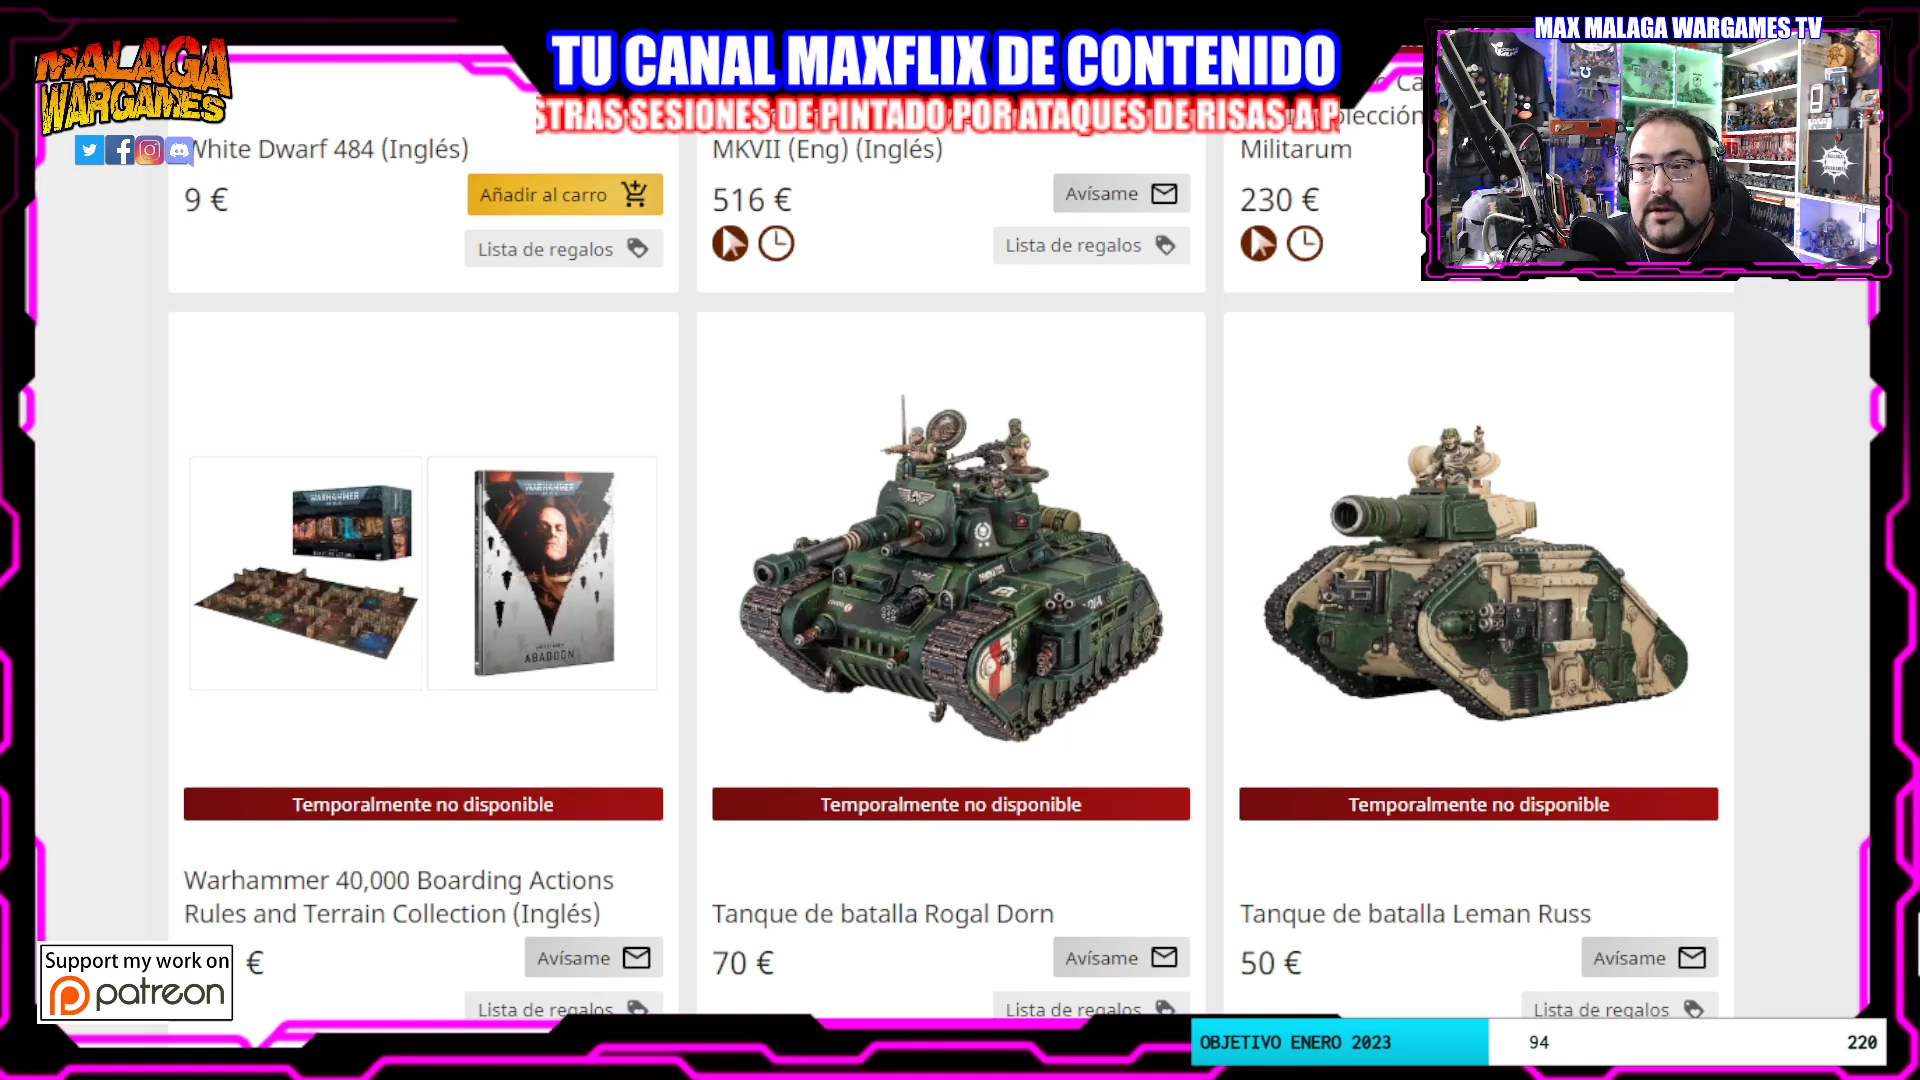 MALAGA
WARGAMES
TU CANAL MAXFLIX DE CONTENIDO
STRAS SESIONES DE PINTADO POR ATAQUES DE RISAS A P
MAX MALAGA WARGAMES TV
White Dwarf 484 (Inglés)
9 €
Añadir al carro
Lista de regalos
MKVII (Eng) (Inglés)
516 €
Avísame
Lista de regalos
Militarum
230 €
WARHAMMER
WARHAMMER
ABADDON
Temporalmente no disponible
Warhammer 40,000 Boarding Actions
Rules and Terrain Collection (Inglés)
€
Avísame
Lista de regalos
Temporalmente no disponible
Tanque de batalla Rogal Dorn
70 €
Avísame
Lista de regalos
Temporalmente no disponible
Tanque de batalla Leman Russ
50 €
Avísame
Lista de regalos
Support my work on
patreon
OBJETIVO ENERO 2023
94
220